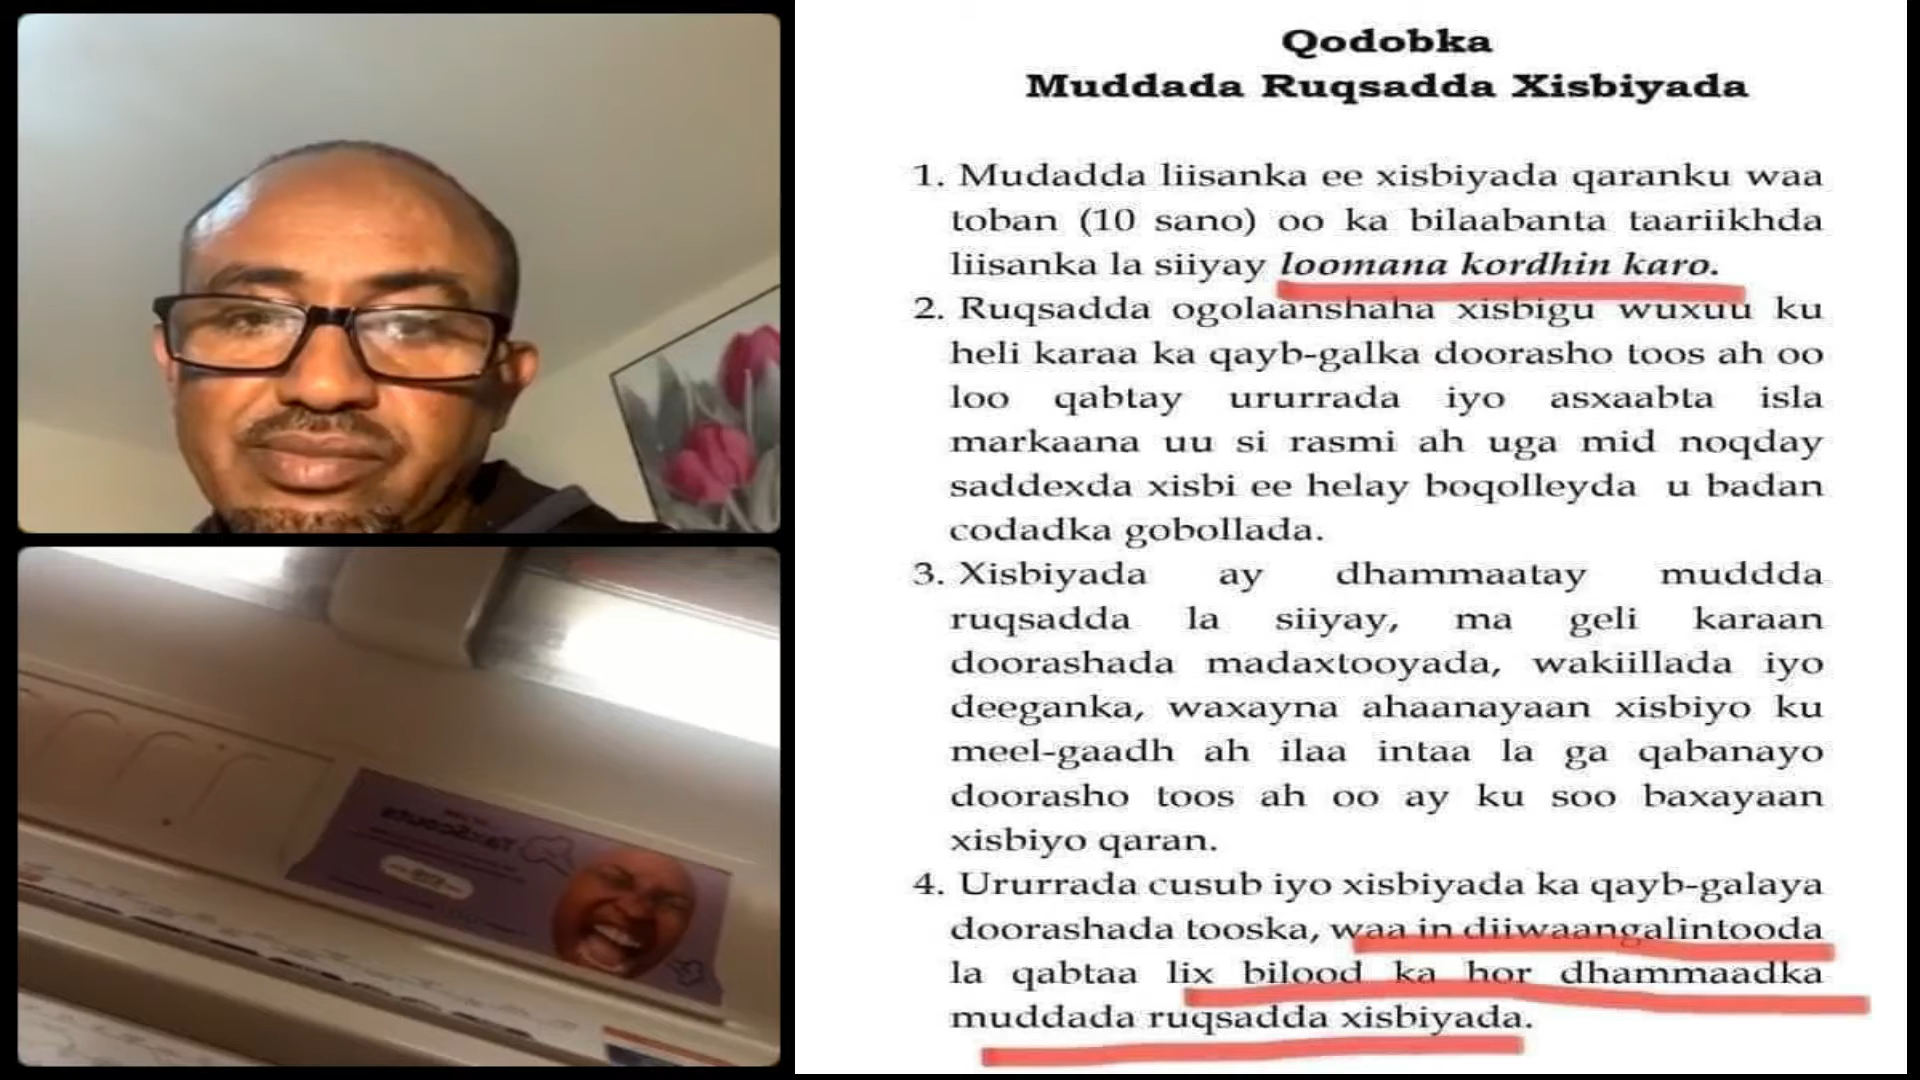 Qodobka
Muddada Ruqsadda Xisbiyada
1. Mudadda liisanka ee xisbiyada qaranku waa
toban (10 sano) oo ka bilaabanta taariikhda
liisanka la siiyay loomana kordhin karo.
2. Ruqsadda ogolaanshaha xisbigu wuxuu ku
heli karaa ka qayb-galka doorasho toos ah oo
loo qabtay ururrada iyo asxaabta isla
markaana uu si rasmi ah uga mid noqday
saddexda xisbi ee helay boqolleyda u badan
codadka gobollada.
3. Xisbiyada ay dhammaatay muddda
ruqsadda la siiyay, ma geli karaan
doorashada madaxtooyada, wakiillada iyo
deeganka, waxayna ahaanayaan xisbiyo ku
meel-gaadh ah ilaa intaa la ga qabanayo
doorasho toos ah oo ay ku soo baxayaan
xisbiyo qaran.
4. Ururrada cusub iyo xisbiyada ka qayb-galaya
doorashada tooska, waa in diiwaangalintooda
la qabtaa lix bilood ka hor dhammaadka
muddada ruqsadda xisbiyada.